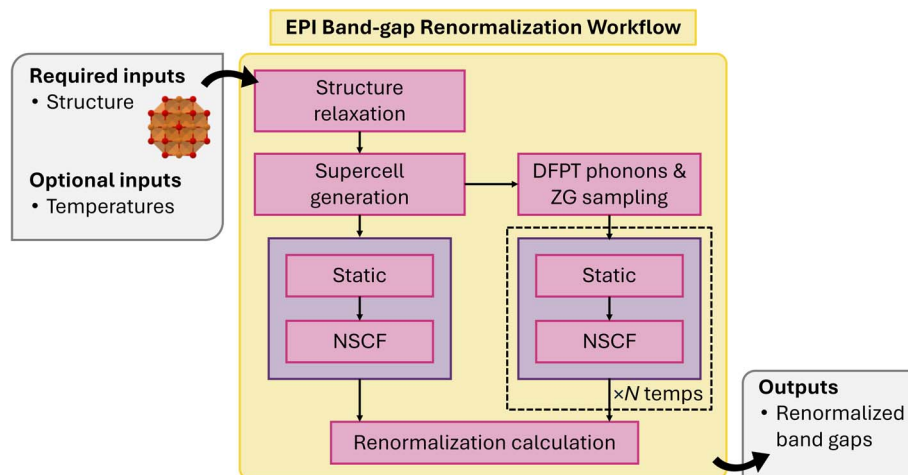 EPI Band-gap Renormalization Workflow
Required inputs
• Structure
Optional inputs
• Temperatures
Structure
relaxation
Supercell
generation
DFPT phonons &
ZG sampling
Static
NSCF
Static
NSCF
×N temps
Renormalization calculation
Outputs
• Renormalized
band gaps